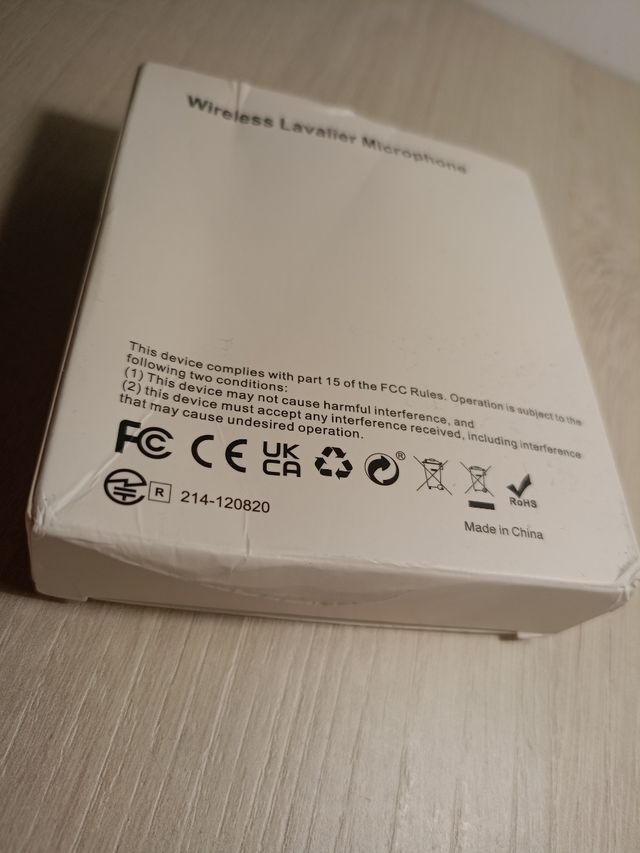 Wireless Lavalier Microphone
This device complies with part 15 of the FCC Rules. Operation is subject to the
following two conditions:
(1) This device may not cause harmful interference, and
(2) this device must accept any interference received, including interference
that may cause undesired operation.
FC CE UK CA ® RoHS
R 214-120820
Made in China